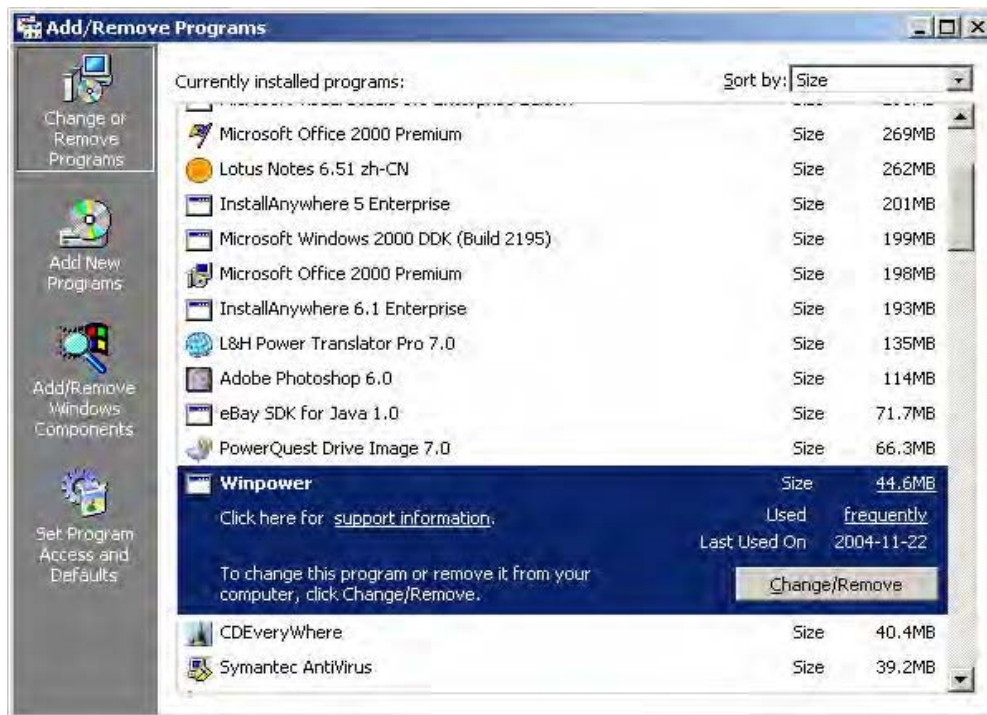 Add/Remove Programs
Change or
Remove
Programs
Add New
Programs
Add/Remove
Windows
Components
Set Program
Access and
Defaults
Currently installed programs:
Sort by: Size
Microsoft Office 2000 Premium Size 269MB
Lotus Notes 6.51 zh-CN Size 262MB
InstallAnywhere 5 Enterprise Size 201MB
Microsoft Windows 2000 DDK (Build 2195) Size 199MB
Microsoft Office 2000 Premium Size 198MB
InstallAnywhere 6.1 Enterprise Size 193MB
L&H Power Translator Pro 7.0 Size 135MB
Adobe Photoshop 6.0 Size 114MB
eBay SDK for Java 1.0 Size 71.7MB
PowerQuest Drive Image 7.0 Size 66.3MB
Winpower Size 44.6MB
Click here for support information. Used frequently
Last Used On 2004-11-22
To change this program or remove it from your
computer, click Change/Remove.
Change/Remove
CDEveryWhere Size 40.4MB
Symantec AntiVirus Size 39.2MB